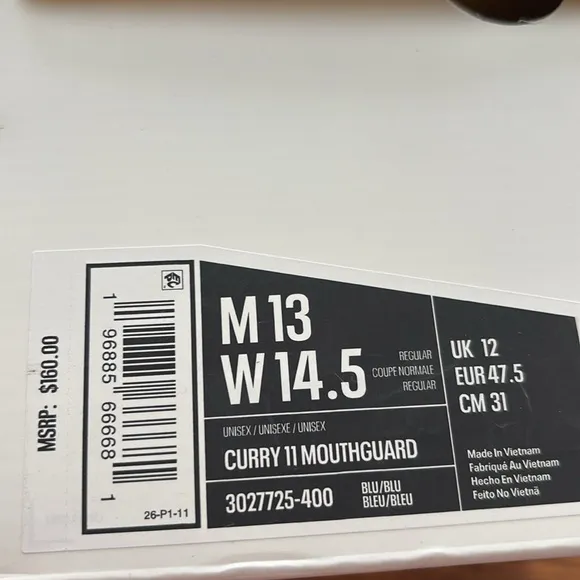 MSRP: $160.00
1 96885 66668 1
26-P1-11
M 13
W 14.5
REGULAR
COUPE NORMALE
REGULAR
UNISEX / UNISEXE / UNISEX
CURRY 11 MOUTHGUARD
3027725-400
BLU/BLU
BLEU/BLEU
UK 12
EUR 47.5
CM 31
Made In Vietnam
Fabriqué Au Vietnam
Hecho En Vietnam
Feito No Vietnã